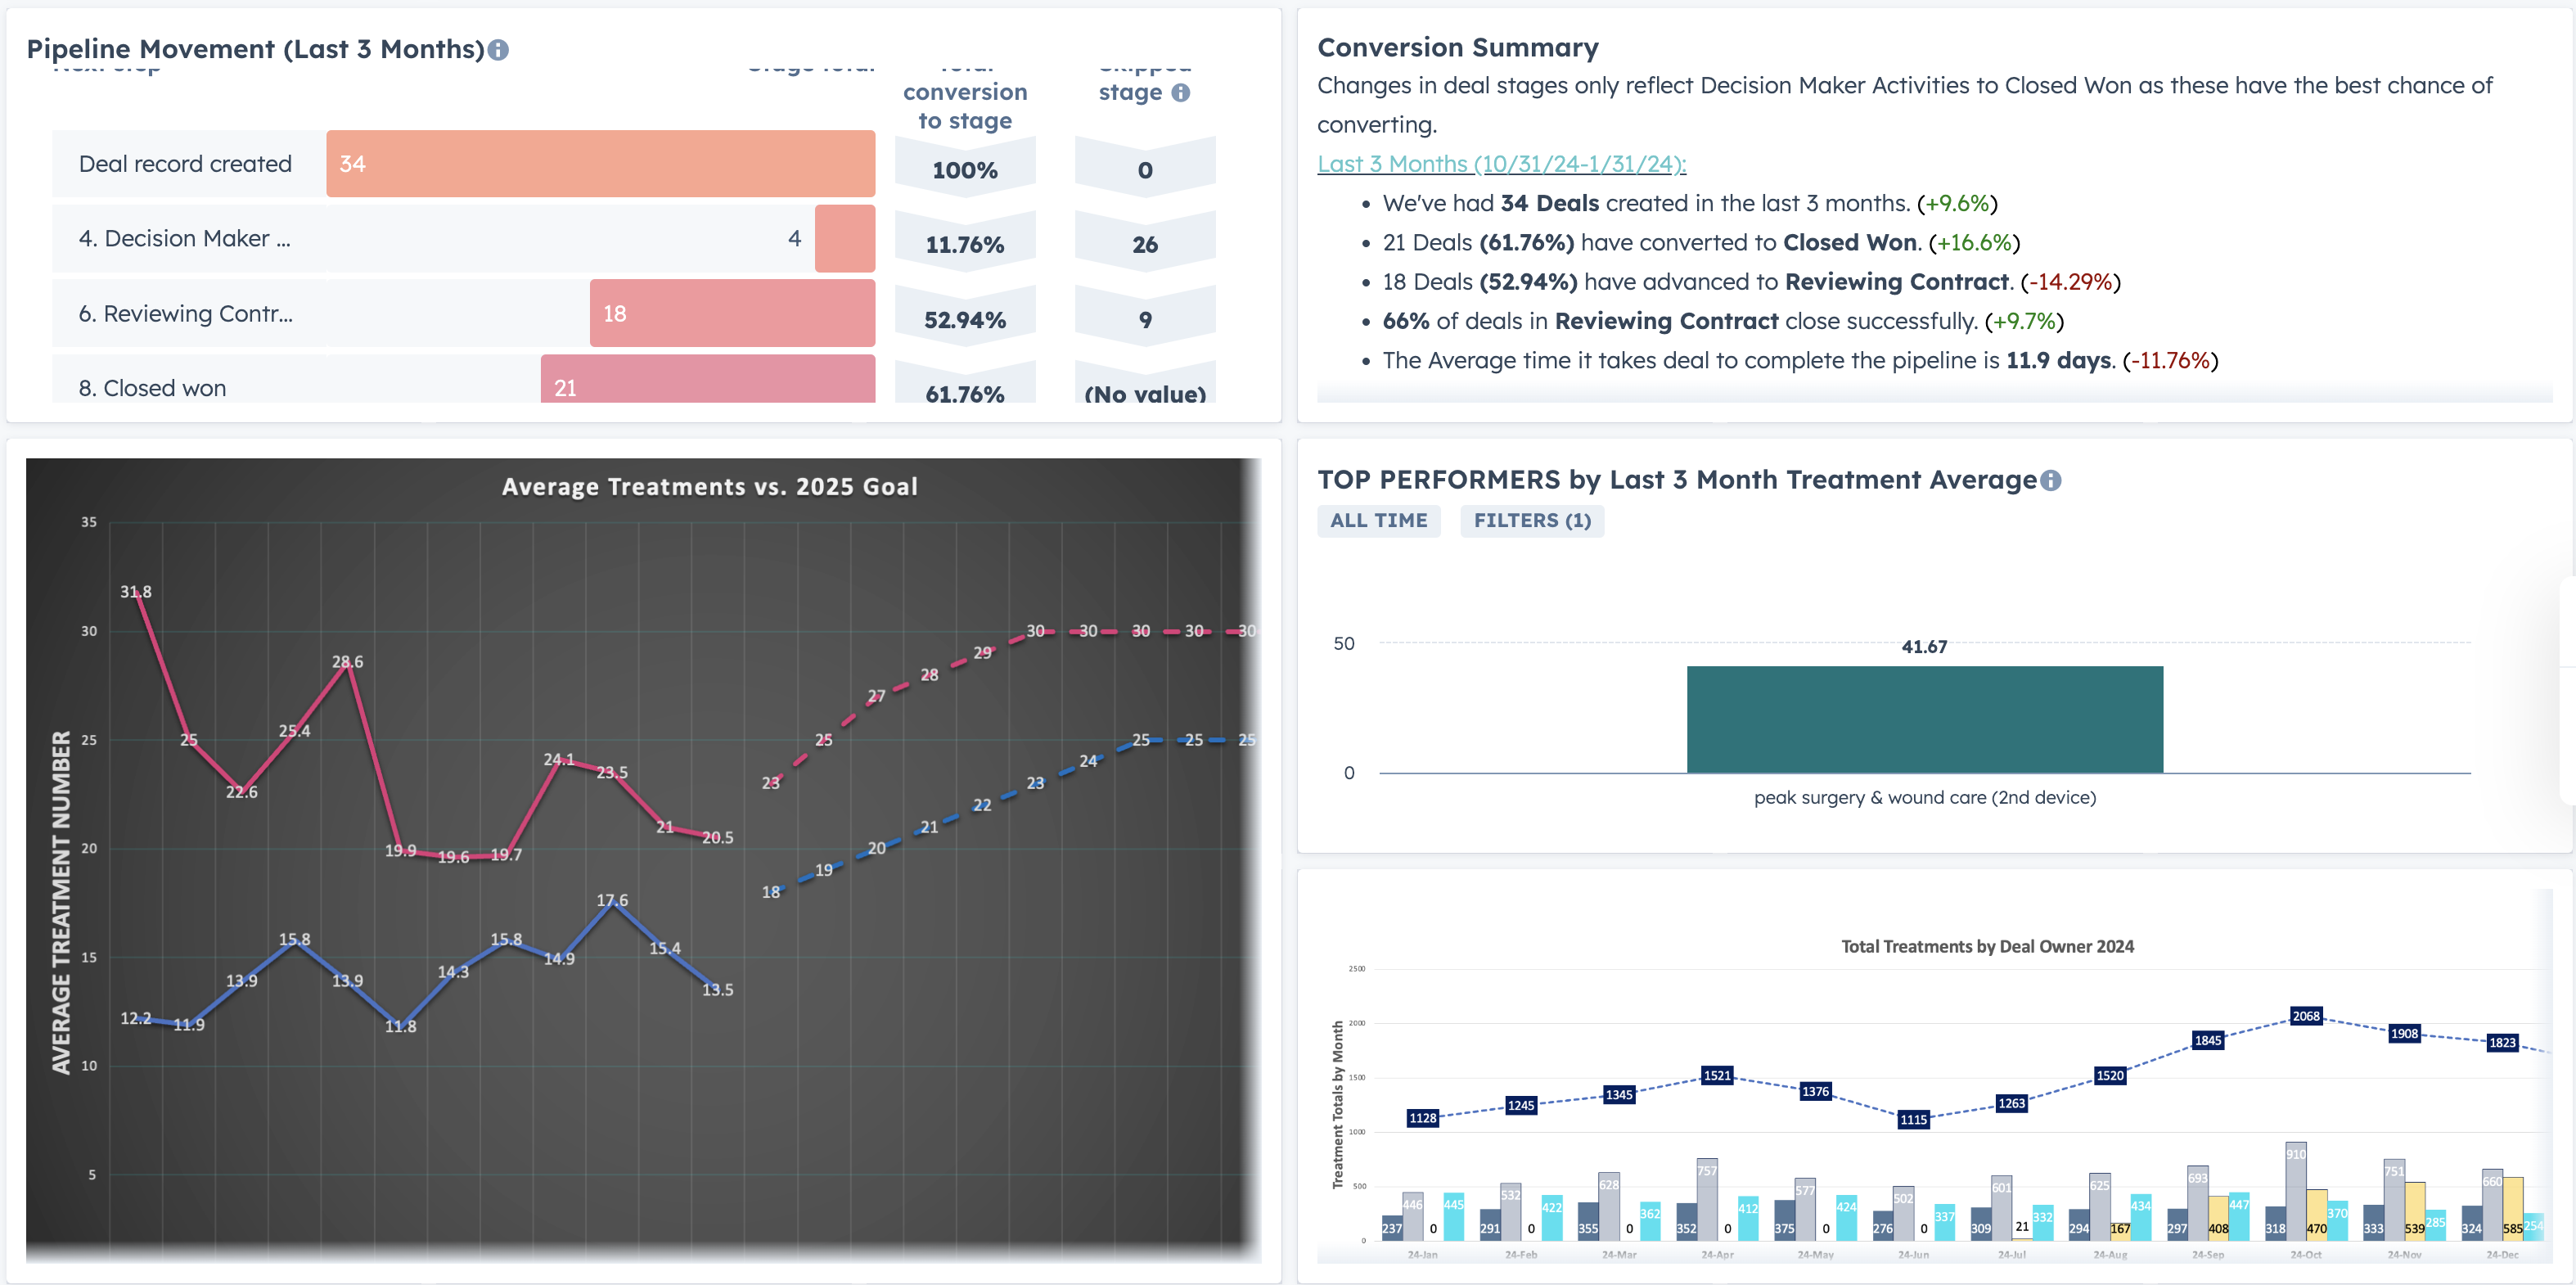 Pipeline Movement (Last 3 Months)
Next step Stage total Total conversion to stage Skipped stage
Deal record created 34 100% 0
4. Decision Maker ... 4 11.76% 26
6. Reviewing Contr... 18 52.94% 9
8. Closed won 21 61.76% (No value)
Conversion Summary
Changes in deal stages only reflect Decision Maker Activities to Closed Won as these have the best chance of
converting.
Last 3 Months (10/31/24-1/31/24):
• We've had 34 Deals created in the last 3 months. (+9.6%)
• 21 Deals (61.76%) have converted to Closed Won. (+16.6%)
• 18 Deals (52.94%) have advanced to Reviewing Contract. (-14.29%)
• 66% of deals in Reviewing Contract close successfully. (+9.7%)
• The Average time it takes deal to complete the pipeline is 11.9 days. (-11.76%)
Average Treatments vs. 2025 Goal
AVERAGE TREATMENT NUMBER
35
30
25
20
15
10
5
31.8 25 22.6 25.4 28.6 19.9 19.6 19.7 24.1 23.5 21 20.5
23 25 27 28 29 30 30 30 30 30
12.2 11.9 13.9 15.8 13.9 11.8 14.3 15.8 14.9 17.6 15.4 13.5
18 19 20 21 22 23 24 25 25 25
TOP PERFORMERS by Last 3 Month Treatment Average
ALL TIME FILTERS (1)
50
41.67
0
peak surgery & wound care (2nd device)
Total Treatments by Deal Owner 2024
Treatment Totals by Month
2500
2000
1500
1000
500
0
1128 1245 1345 1521 1376 1115 1263 1520 1845 2068 1908 1823
237 446 0 445
291 532 0 422
355 628 0 362
352 757 0 412
375 577 0 424
276 502 0 337
309 601 21 332
294 625 167 434
297 693 408 447
318 910 470 370
333 751 539 285
324 660 585 254
24-Jan 24-Feb 24-Mar 24-Apr 24-May 24-Jun 24-Jul 24-Aug 24-Sep 24-Oct 24-Nov 24-Dec